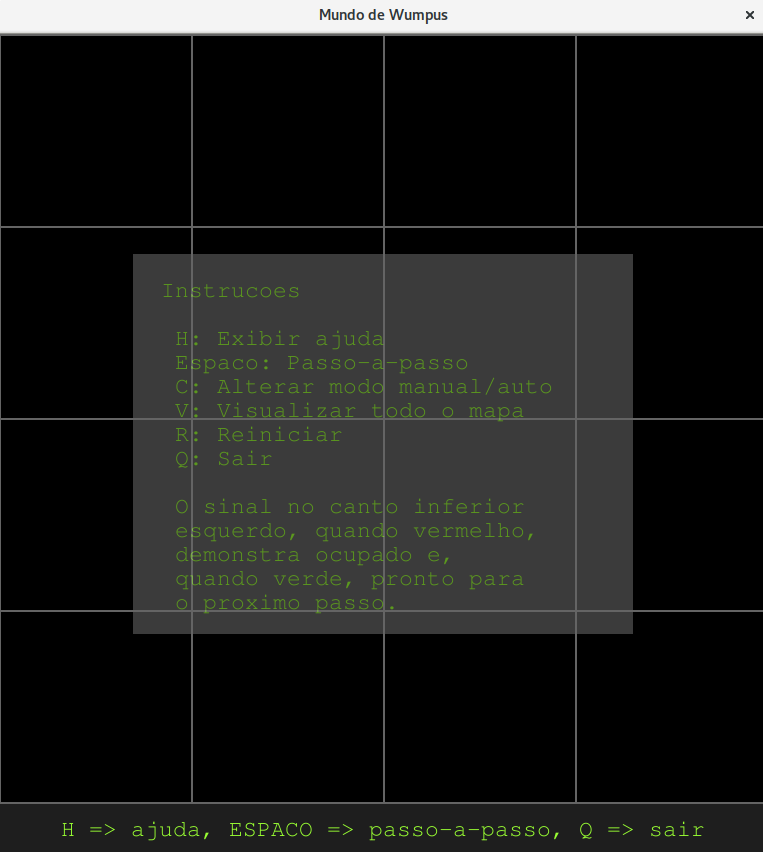 Mundo de Wumpus
Instrucoes
H: Exibir ajuda
Espaco: Passo-a-passo
C: Alterar modo manual/auto
V: Visualizar todo o mapa
R: Reiniciar
Q: Sair
O sinal no canto inferior
esquerdo, quando vermelho,
demonstra ocupado e,
quando verde, pronto para
o proximo passo.
H => ajuda, ESPACO => passo-a-passo, Q => sair